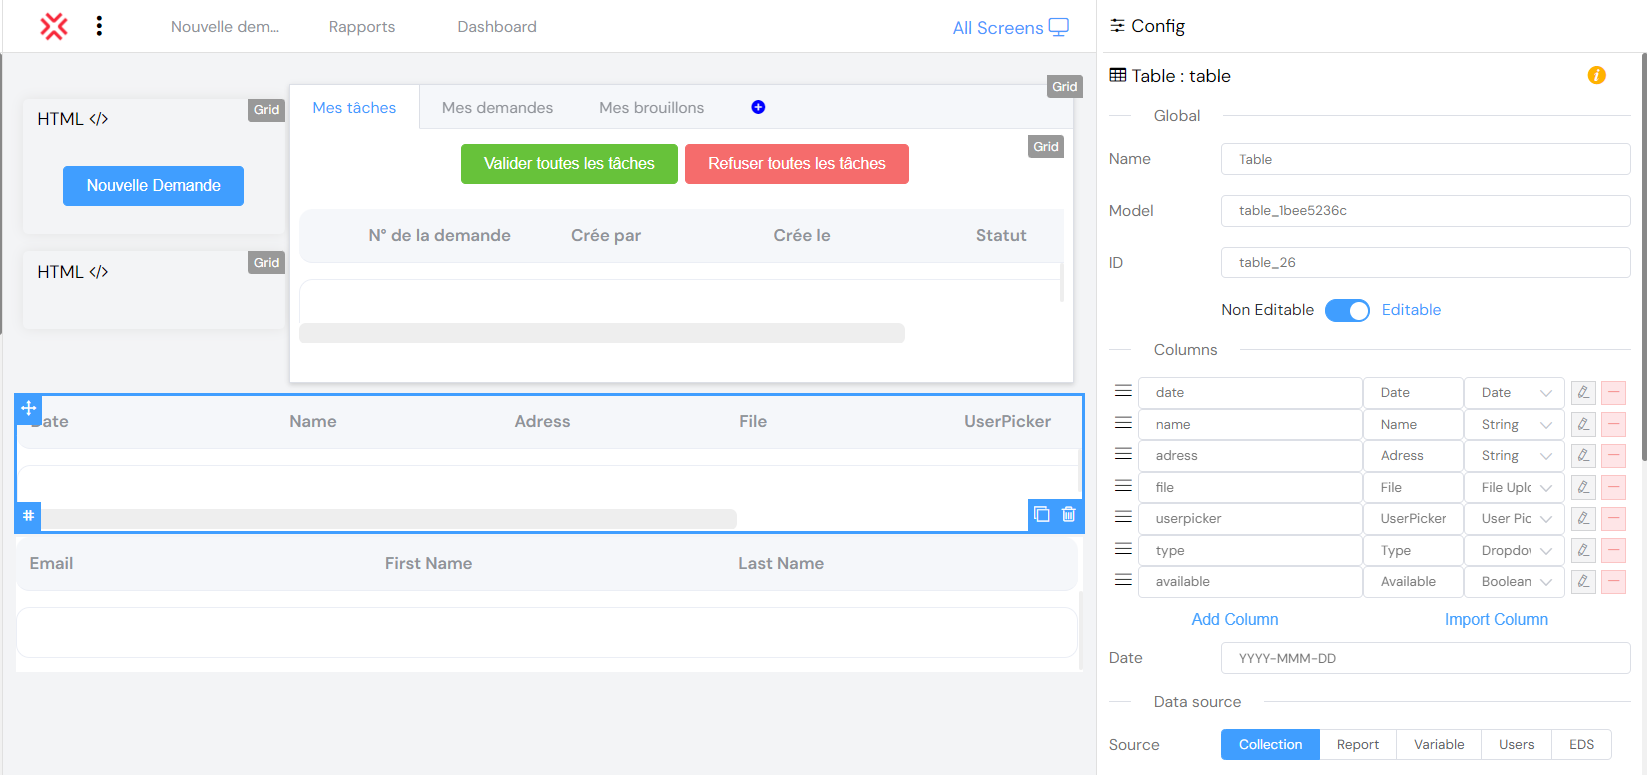 Nouvelle dem...
Rapports
Dashboard
All Screens
Grid
HTML </>
Nouvelle Demande
Grid
HTML </>
Grid
Mes tâches
Mes demandes
Mes brouillons
Grid
Valider toutes les tâches
Refuser toutes les tâches
N° de la demande
Crée par
Crée le
Statut
Date
Name
Adress
File
UserPicker
#
Email
First Name
Last Name
Config
Table : table
i
Global
Name
Table
Model
table_1bee5236c
ID
table_26
Non Editable
Editable
Columns
date Date Date
name Name String
adress Adress String
file File File Uplo
userpicker UserPicker User Pic
type Type Dropdov
available Available Boolean
Add Column
Import Column
Date
YYYY-MMM-DD
Data source
Source
Collection
Report
Variable
Users
EDS